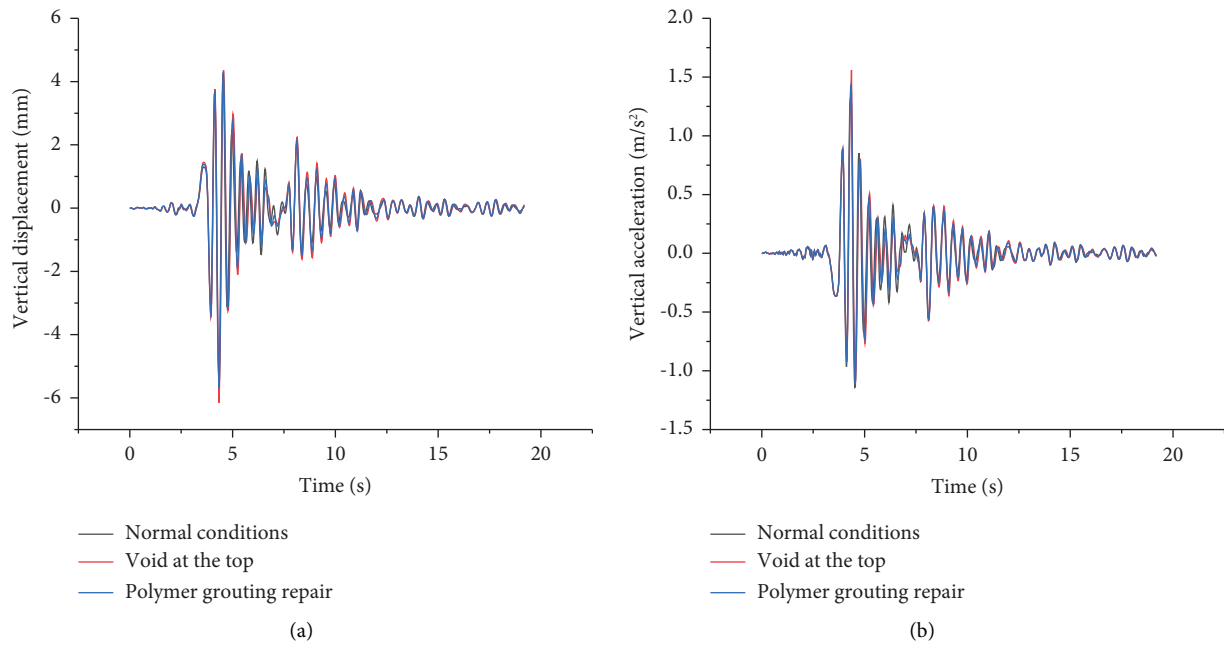 6
4
2
0
-2
-4
-6
Vertical displacement (mm)
0
5
10
15
20
Time (s)
Normal conditions
Void at the top
Polymer grouting repair
(a)
2.0
1.5
1.0
0.5
0.0
-0.5
-1.0
-1.5
Vertical acceleration (m/s²)
0
5
10
15
20
Time (s)
Normal conditions
Void at the top
Polymer grouting repair
(b)